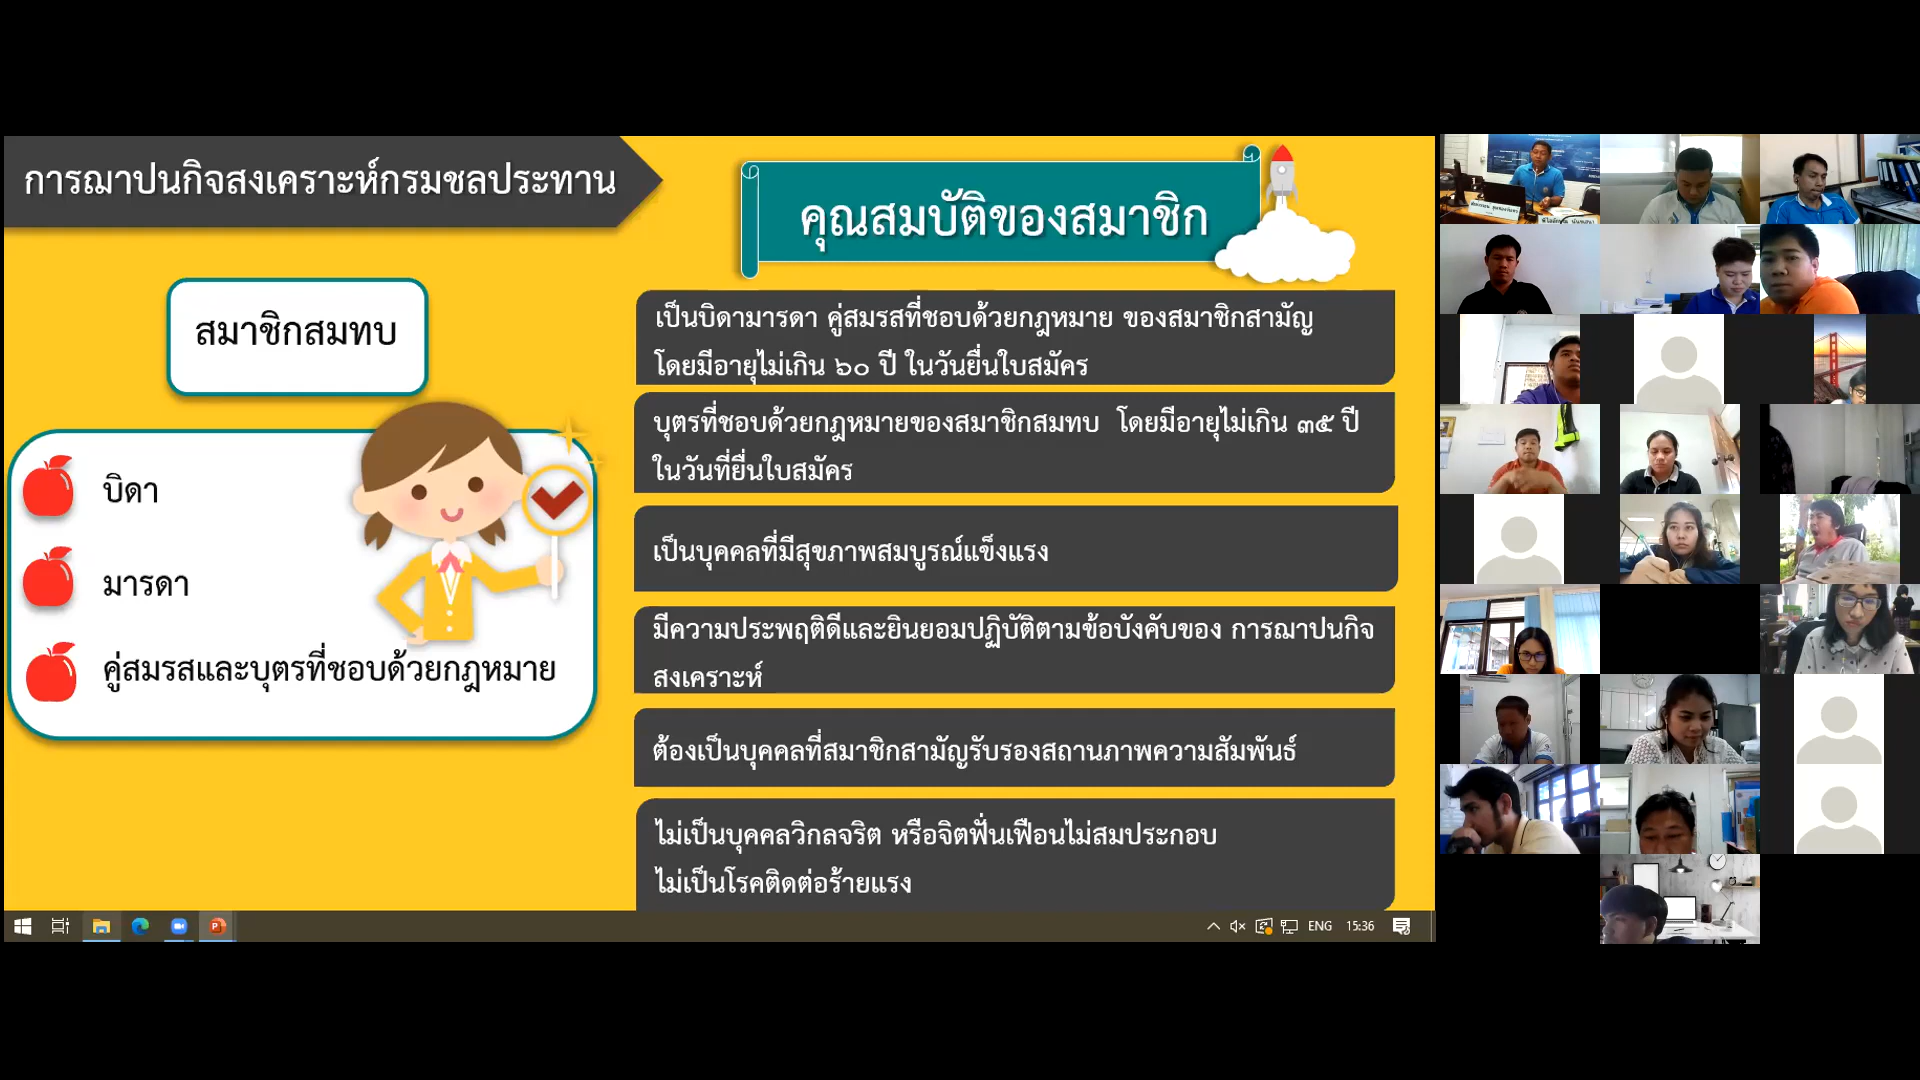 การฌาปนกิจสงเคราะห์กรมชลประทาน
คุณสมบัติของสมาชิก
สมาชิกสมทบ
บิดา
มารดา
คู่สมรสและบุตรที่ชอบด้วยกฎหมาย
เป็นบิดามารดา คู่สมรสที่ชอบด้วยกฎหมาย ของสมาชิกสามัญ
โดยมีอายุไม่เกิน ๖๐ ปี ในวันยื่นใบสมัคร
บุตรที่ชอบด้วยกฎหมายของสมาชิกสมทบ โดยมีอายุไม่เกิน ๓๕ ปี
ในวันที่ยื่นใบสมัคร
เป็นบุคคลที่มีสุขภาพสมบูรณ์แข็งแรง
มีความประพฤติดีและยินยอมปฏิบัติตามข้อบังคับของ การฌาปนกิจ
สงเคราะห์
ต้องเป็นบุคคลที่สมาชิกสามัญรับรองสถานภาพความสัมพันธ์
ไม่เป็นบุคคลวิกลจริต หรือจิตฟั่นเฟือนไม่สมประกอบ
ไม่เป็นโรคติดต่อร้ายแรง
ENG 15:36